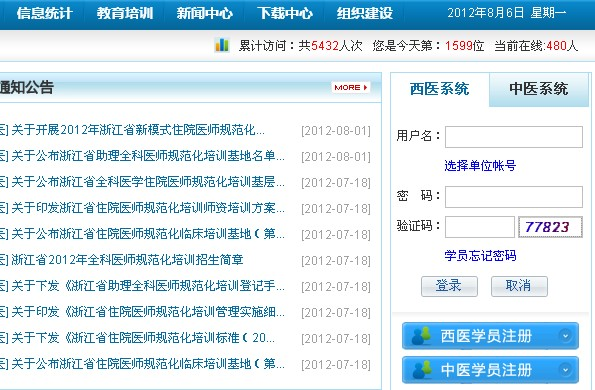 信息统计 教育培训 新闻中心 下载中心 组织建设 2012年8月6日 星期一
累计访问：共5432人次 您是今天第：1599位 当前在线:480人
通知公告 MORE
西医系统 中医系统
医] 关于开展2012年浙江省新模式住院医师规范化... [2012-08-01]
医] 关于公布浙江省助理全科医师规范化培训基地名单... [2012-08-01]
医] 关于公布浙江省全科医学住院医师规范化培训基层... [2012-07-18]
医] 关于印发浙江省住院医师规范化培训师资培训方案... [2012-07-18]
医] 关于公布浙江省住院医师规范化临床培训基地（第... [2012-07-18]
医] 浙江省2012年全科医师规范化培训招生简章 [2012-07-18]
医] 关于下发《浙江省助理全科医师规范化培训登记手... [2012-07-18]
医] 关于印发《浙江省住院医师规范化培训管理实施细... [2012-07-18]
医] 关于下发《浙江省住院医师规范化培训标准（20... [2012-07-18]
医] 关于公布浙江省住院医师规范化临床培训基地（第... [2012-07-18]
用户名：
选择单位帐号
密 码：
验证码： 77823
学员忘记密码
登录 取消
西医学员注册
中医学员注册